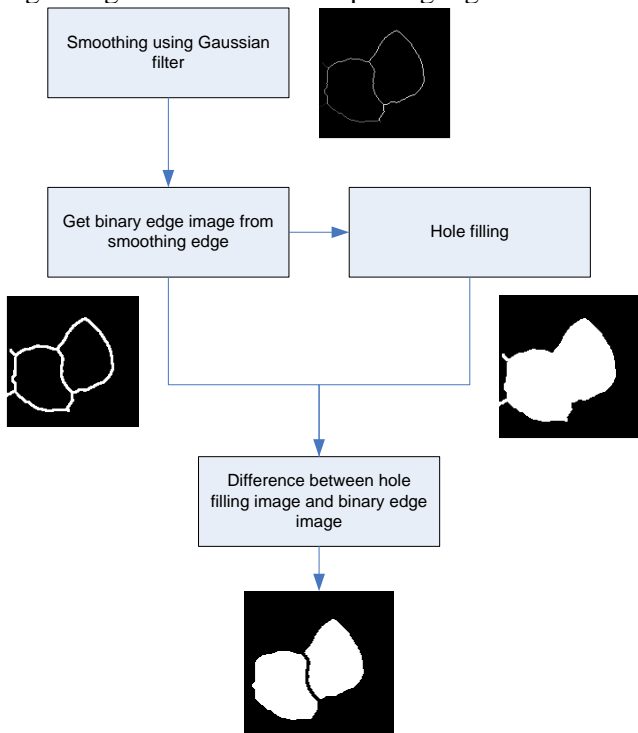 Smoothing using Gaussian
filter
Get binary edge image from
smoothing edge
Hole filling
Difference between hole
filling image and binary edge
image